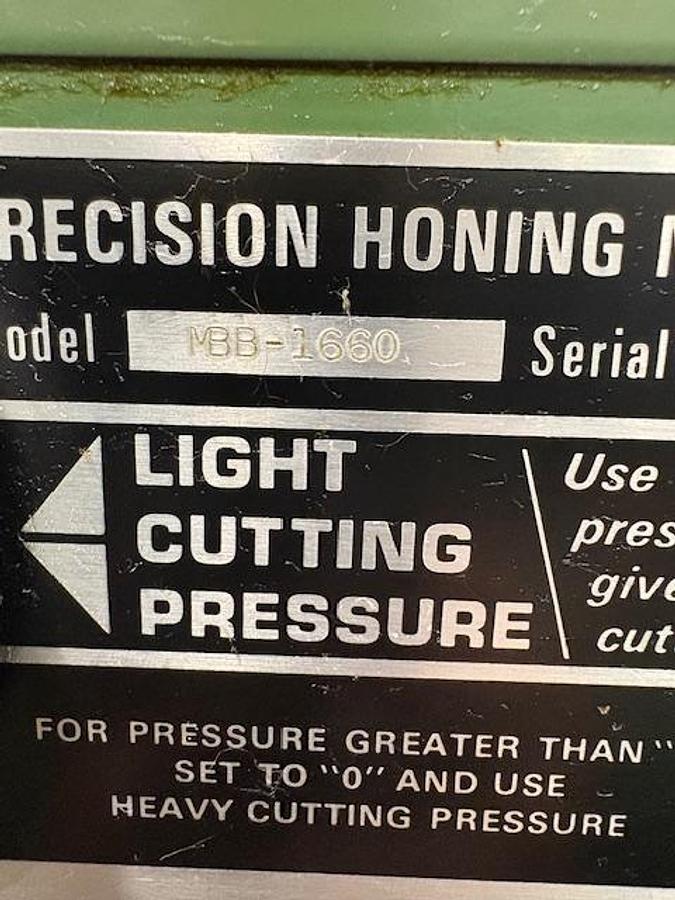 RECISION HONING M
odel MBB-1660 Serial
LIGHT
CUTTING
PRESSURE
Use
pres
give
cut
FOR PRESSURE GREATER THAN "
SET TO "0" AND USE
HEAVY CUTTING PRESSURE